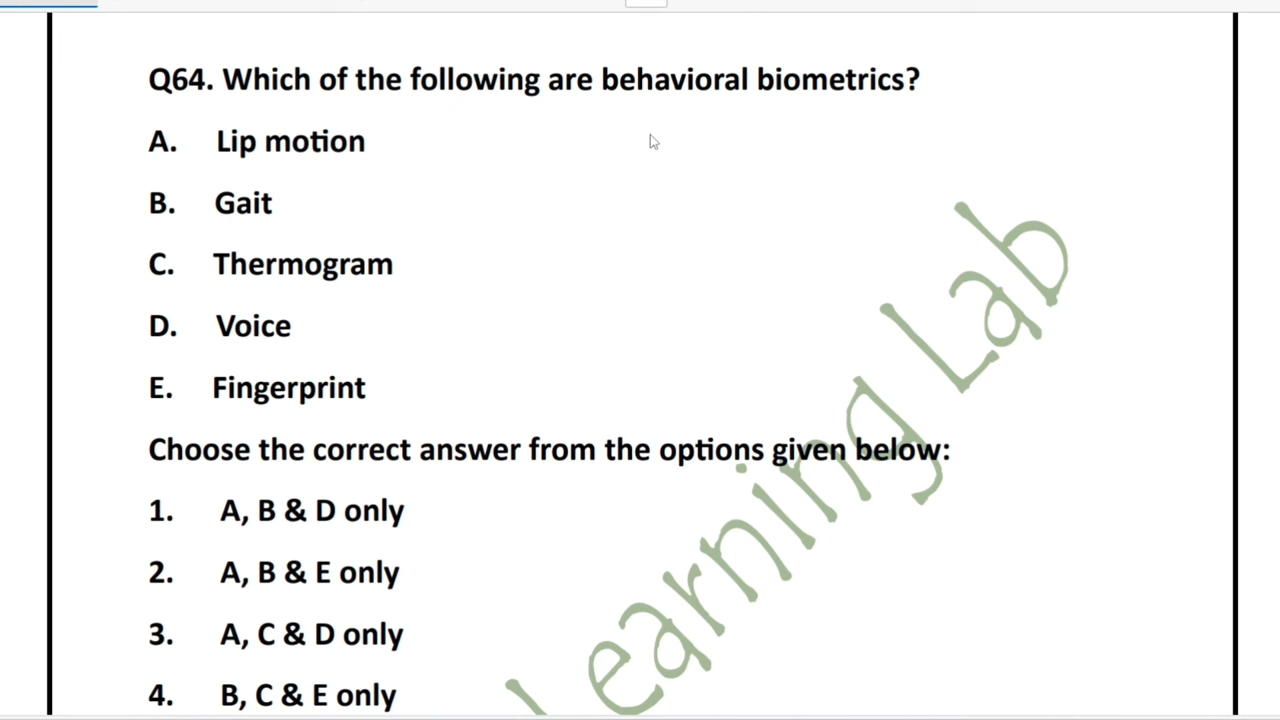 Q64. Which of the following are behavioral biometrics?
A. Lip motion
B. Gait
C. Thermogram
D. Voice
E. Fingerprint
Choose the correct answer from the options given below:
1. A, B & D only
2. A, B & E only
3. A, C & D only
4. B, C & E only
Learning Lab